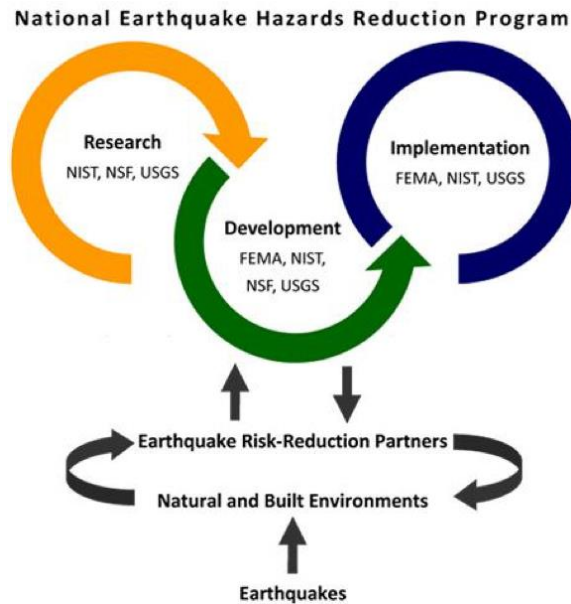 National Earthquake Hazards Reduction Program
Research
NIST, NSF, USGS
Implementation
FEMA, NIST, USGS
Development
FEMA, NIST,
NSF, USGS
Earthquake Risk-Reduction Partners
Natural and Built Environments
Earthquakes